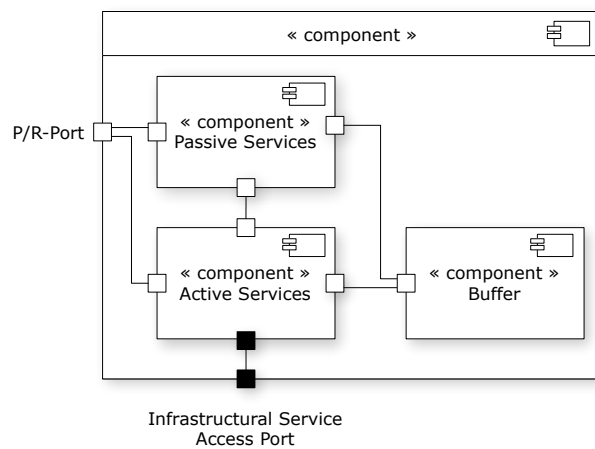 « component »
« component »
Passive Services
P/R-Port
« component »
Active Services
« component »
Buffer
Infrastructural Service
Access Port